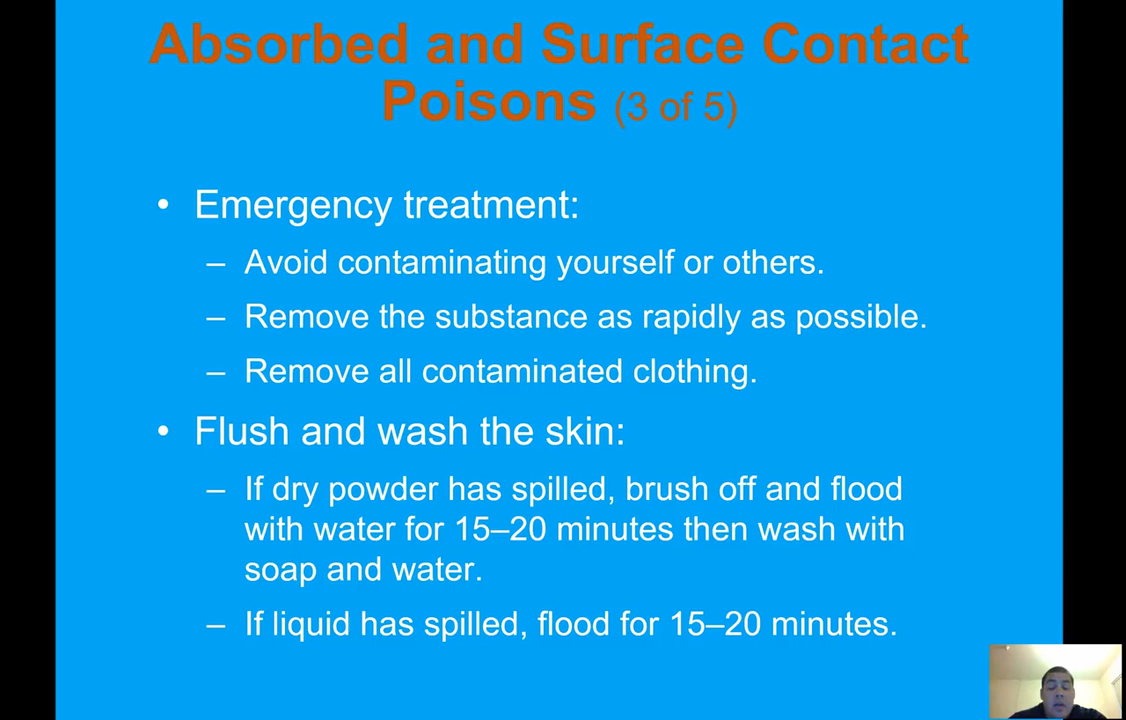 Absorbed and Surface Contact
Poisons (3 of 5)
• Emergency treatment:
– Avoid contaminating yourself or others.
– Remove the substance as rapidly as possible.
– Remove all contaminated clothing.
• Flush and wash the skin:
– If dry powder has spilled, brush off and flood
with water for 15–20 minutes then wash with
soap and water.
– If liquid has spilled, flood for 15–20 minutes.